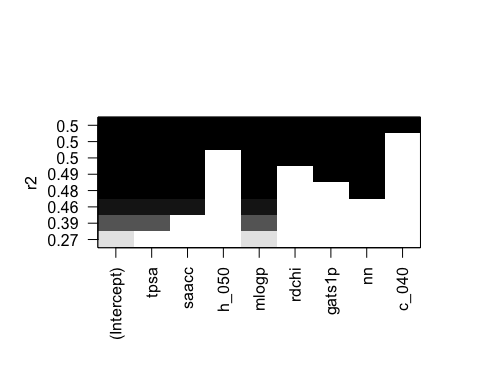 0.5
0.5
0.5
0.49
0.48
0.46
0.39
0.27
r2
(Intercept)
tpsa
saacc
h_050
mlogp
rdchi
gats1p
nn
c_040